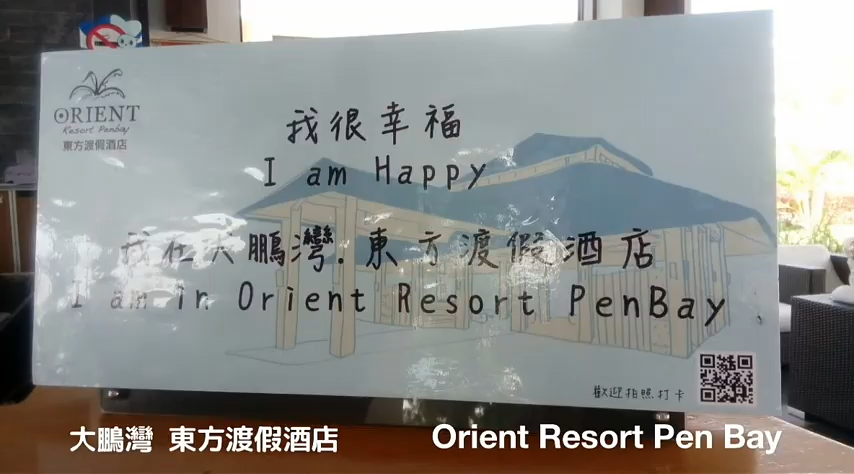 ORIENT
Resort Penbay
東方渡假酒店
我很幸福
I am Happy
我在大鵬灣.東方渡假酒店
I am in Orient Resort PenBay
歡迎拍照打卡
大鵬灣 東方渡假酒店 Orient Resort Pen Bay